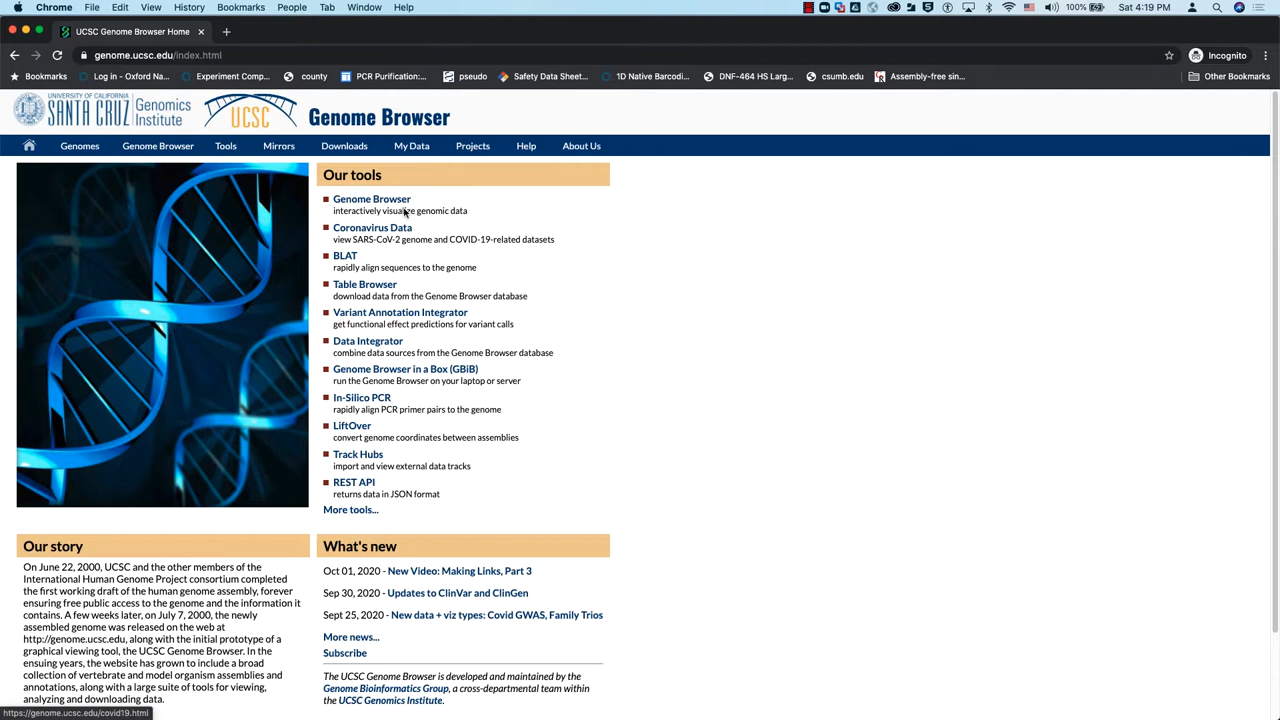 Chrome File Edit View History Bookmarks People Tab Window Help 100% Sat 4:19 PM
UCSC Genome Browser Home
genome.ucsc.edu/index.html Incognito
Bookmarks Log in - Oxford Na... Experiment Comp... county PCR Purification:... pseudo Safety Data Sheet... 1D Native Barcodi... DNF-464 HS Larg... csumb.edu Assembly-free sin... Other Bookmarks
UNIVERSITY OF CALIFORNIA
SANTA CRUZ Genomics Institute UCSC Genome Browser
Genomes Genome Browser Tools Mirrors Downloads My Data Projects Help About Us
Our tools
Genome Browser
interactively visualize genomic data
Coronavirus Data
view SARS-CoV-2 genome and COVID-19-related datasets
BLAT
rapidly align sequences to the genome
Table Browser
download data from the Genome Browser database
Variant Annotation Integrator
get functional effect predictions for variant calls
Data Integrator
combine data sources from the Genome Browser database
Genome Browser in a Box (GBiB)
run the Genome Browser on your laptop or server
In-Silico PCR
rapidly align PCR primer pairs to the genome
LiftOver
convert genome coordinates between assemblies
Track Hubs
import and view external data tracks
REST API
returns data in JSON format
More tools...
Our story
On June 22, 2000, UCSC and the other members of the
International Human Genome Project consortium completed
the first working draft of the human genome assembly, forever
ensuring free public access to the genome and the information it
contains. A few weeks later, on July 7, 2000, the newly
assembled genome was released on the web at
http://genome.ucsc.edu, along with the initial prototype of a
graphical viewing tool, the UCSC Genome Browser. In the
ensuing years, the website has grown to include a broad
collection of vertebrate and model organism assemblies and
annotations, along with a large suite of tools for viewing,
analyzing and downloading data.
What's new
Oct 01, 2020 - New Video: Making Links, Part 3
Sep 30, 2020 - Updates to ClinVar and ClinGen
Sept 25, 2020 - New data + viz types: Covid GWAS, Family Trios
More news...
Subscribe
The UCSC Genome Browser is developed and maintained by the
Genome Bioinformatics Group, a cross-departmental team within
the UCSC Genomics Institute.
https://genome.ucsc.edu/covid19.html